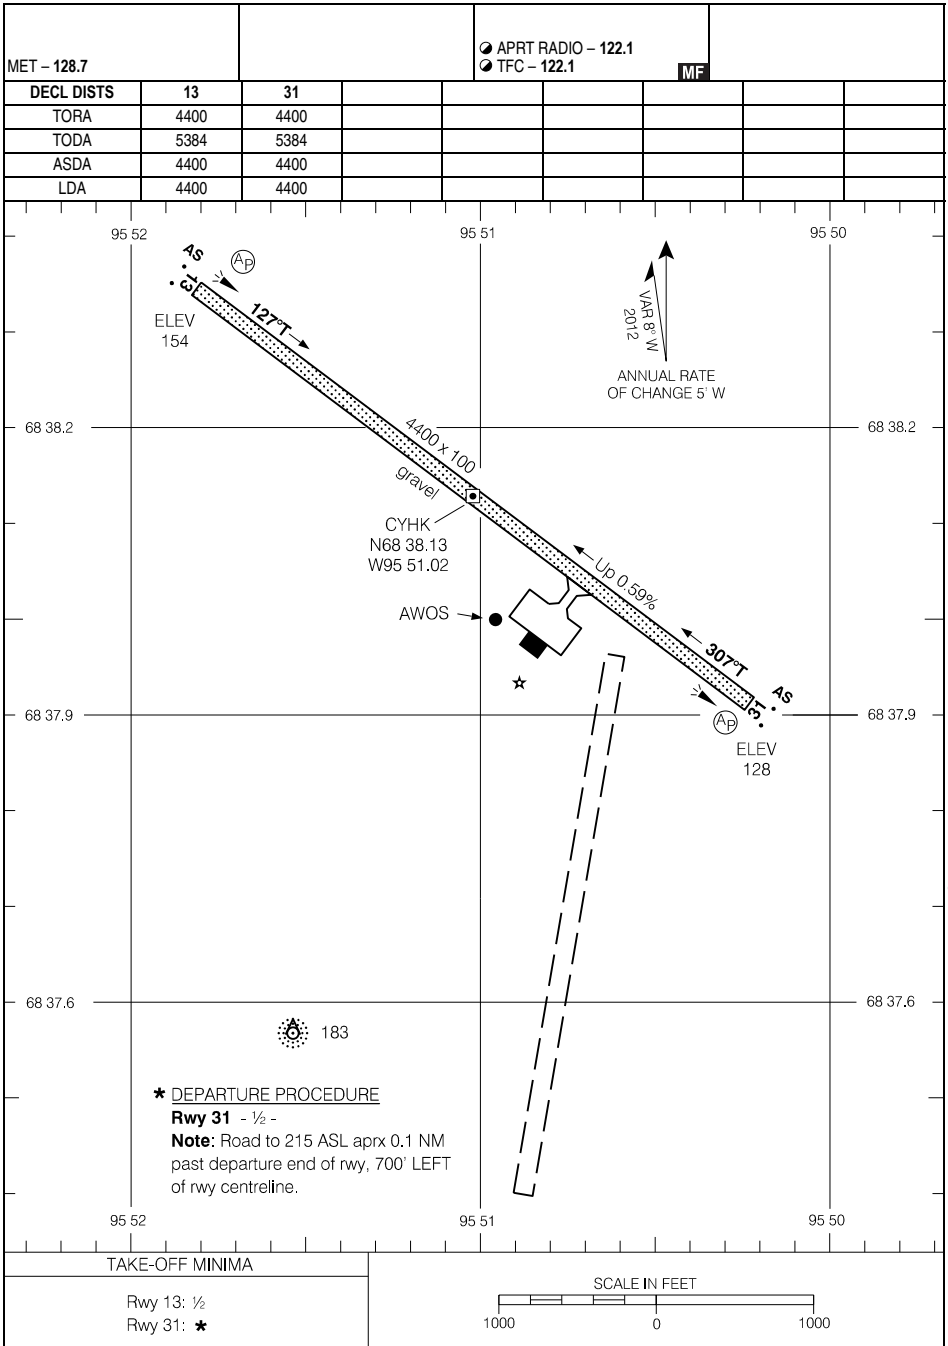 MET – 128.7
APRT RADIO – 122.1
TFC – 122.1
MF
DECL DISTS 13 31
TORA 4400 4400
TODA 5384 5384
ASDA 4400 4400
LDA 4400 4400
95 52 95 51 95 50
AS
AP
13
ELEV
154
127°T
VAR 8° W
2012
ANNUAL RATE
OF CHANGE 5' W
68 38.2 68 38.2
4400 x 100
gravel
CYHK
N68 38.13
W95 51.02
Up 0.59%
AWOS
307°T
AS
31
AP
68 37.9 68 37.9
ELEV
128
68 37.6 68 37.6
A
183
* DEPARTURE PROCEDURE
Rwy 31 - ½ -
Note: Road to 215 ASL aprx 0.1 NM
past departure end of rwy, 700' LEFT
of rwy centreline.
95 52 95 51 95 50
TAKE-OFF MINIMA
Rwy 13: ½
Rwy 31: *
SCALE IN FEET
1000 0 1000